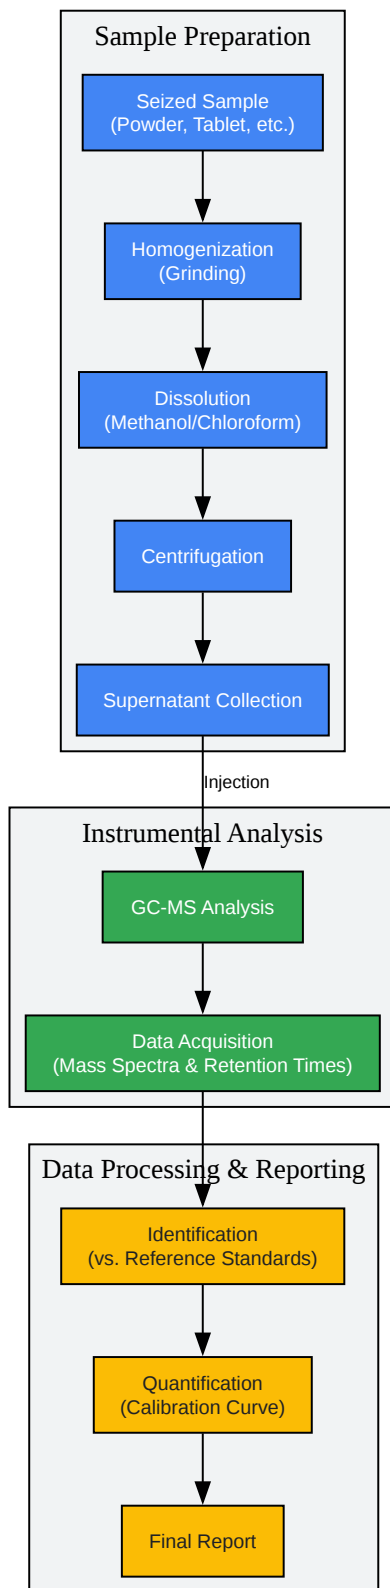 Sample Preparation
Seized Sample
(Powder, Tablet, etc.)
Homogenization
(Grinding)
Dissolution
(Methanol/Chloroform)
Centrifugation
Supernatant Collection
Injection
Instrumental Analysis
GC-MS Analysis
Data Acquisition
(Mass Spectra & Retention Times)
Data Processing & Reporting
Identification
(vs. Reference Standards)
Quantification
(Calibration Curve)
Final Report